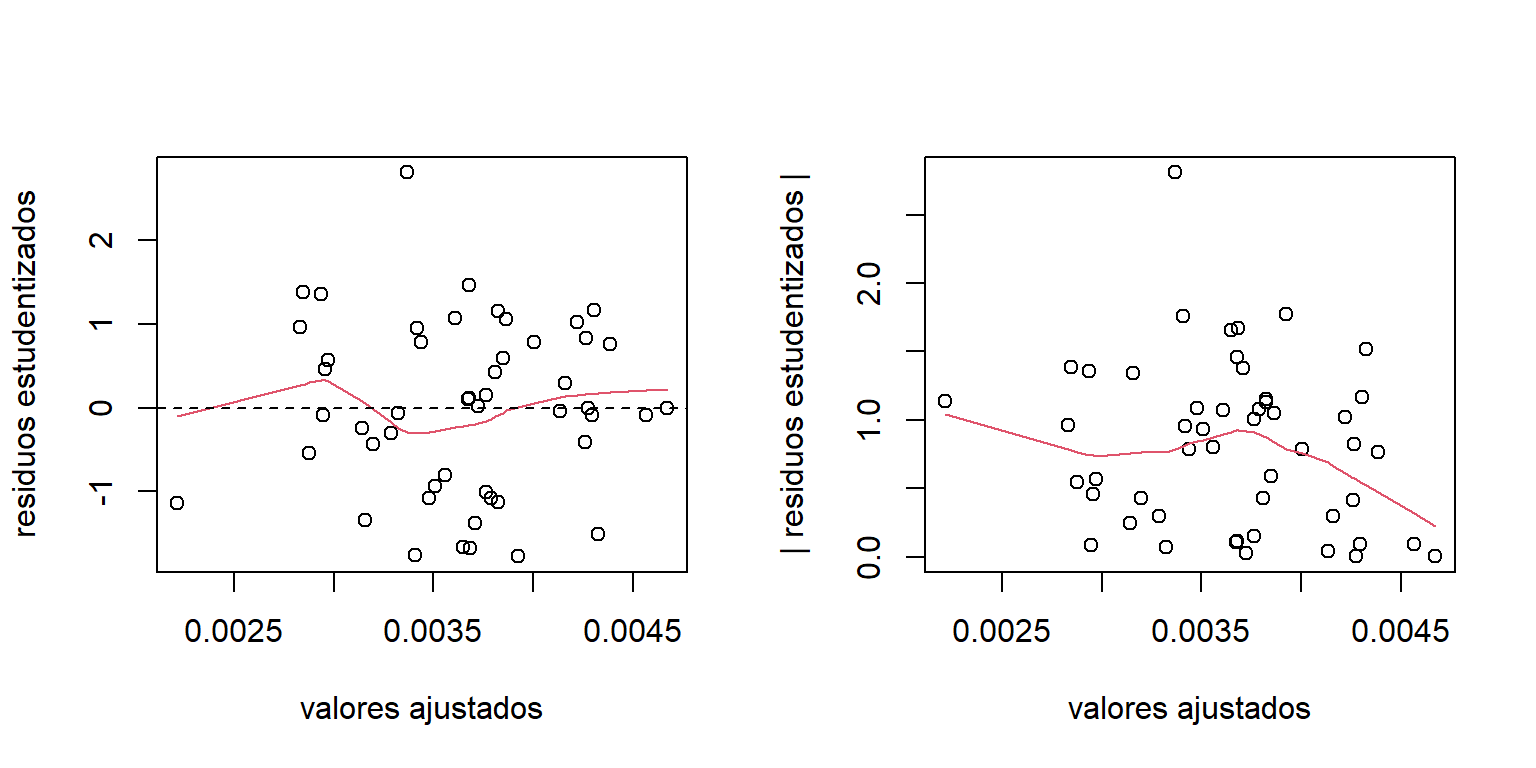 residuos estudentizados
2
1
0
-1
0.0025 0.0035 0.0045
valores ajustados
| residuos estudentizados |
2.0
1.0
0.0
0.0025 0.0035 0.0045
valores ajustados